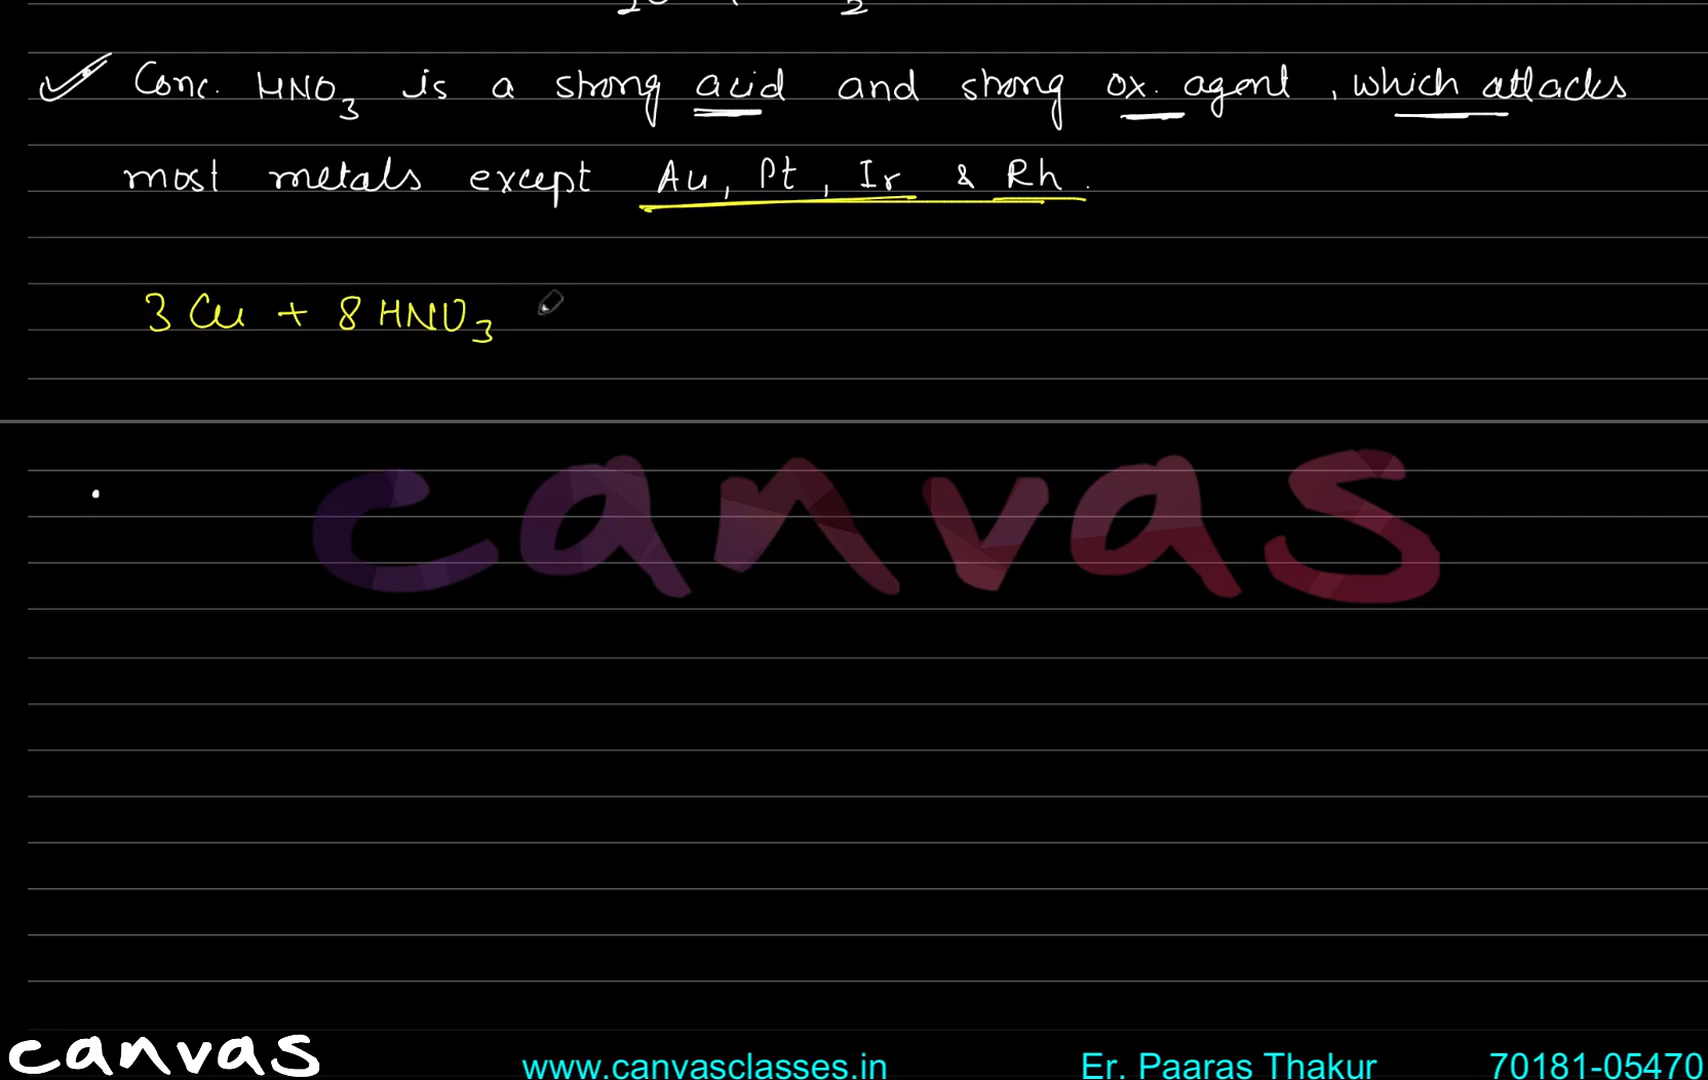 Conc. HNO3 is a strong acid and strong ox. agent, which attacks
most metals except Au, Pt, Ir & Rh.
3 Cu + 8 HNO3
canvas
canvas www.canvasclasses.in Er. Paaras Thakur 70181-05470